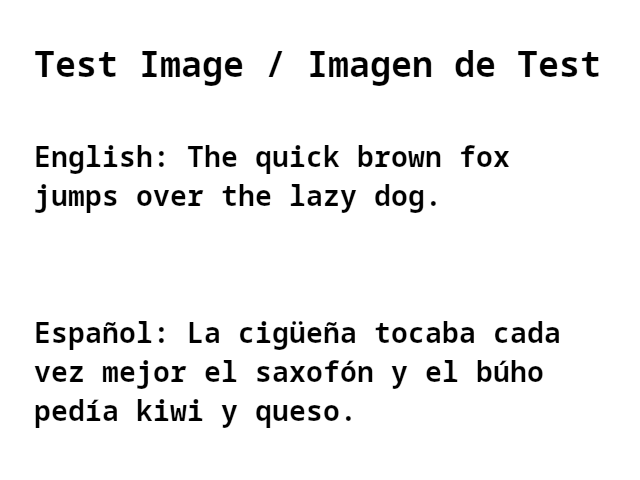 Test Image / Imagen de Test
English: The quick brown fox
jumps over the lazy dog.
Español: La cigüeña tocaba cada
vez mejor el saxofón y el búho
pedía kiwi y queso.